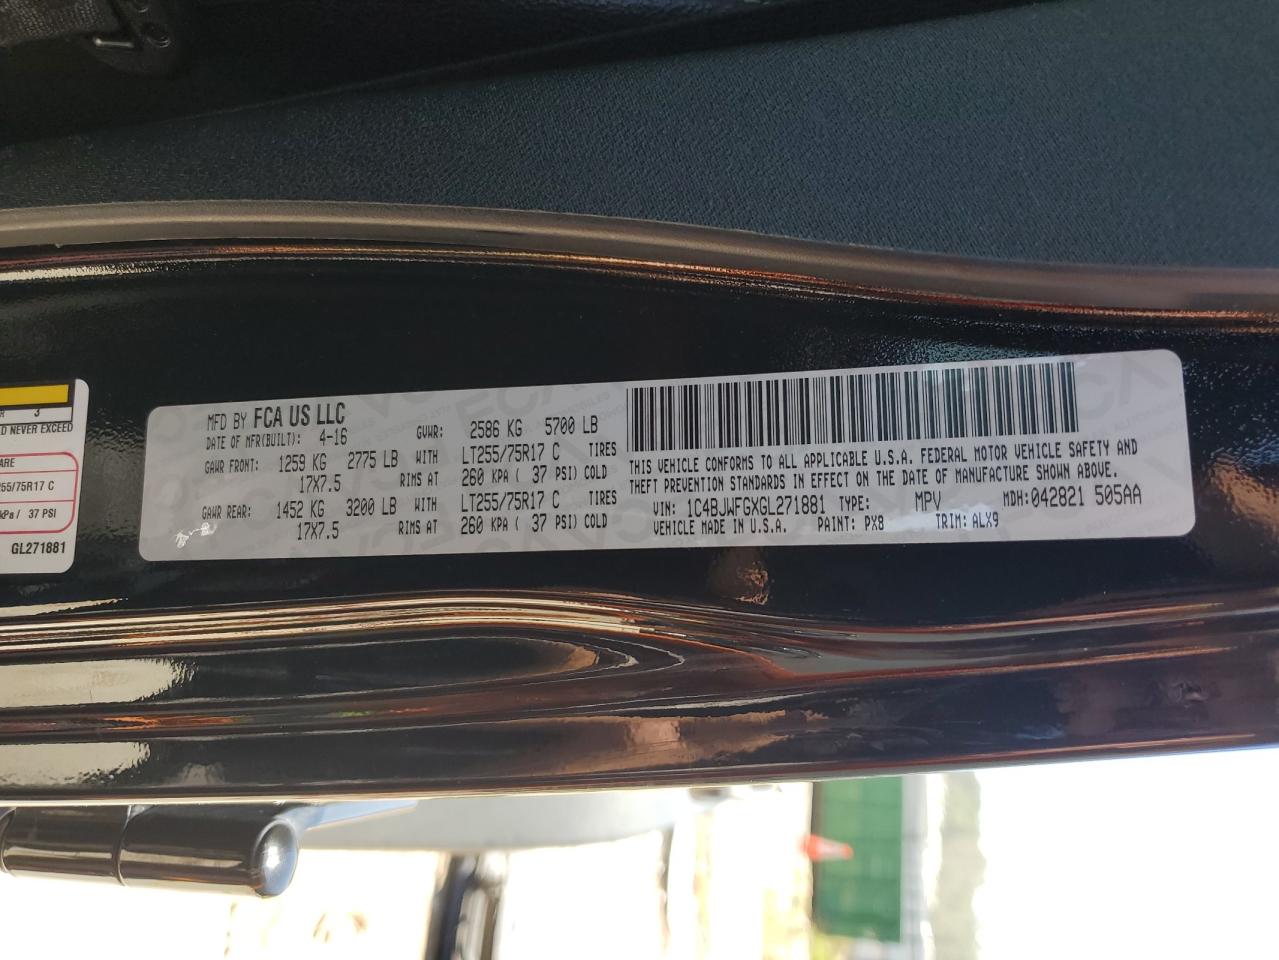 MFD BY FCA US LLC
DATE OF MFR(BUILT): 4-16 GVWR: 2586 KG 5700 LB
GAWR FRONT: 1259 KG 2775 LB WITH LT255/75R17 C TIRES
17X7.5 RIMS AT 260 KPA ( 37 PSI) COLD
GAWR REAR: 1452 KG 3200 LB WITH LT255/75R17 C TIRES
17X7.5 RIMS AT 260 KPA ( 37 PSI) COLD
THIS VEHICLE CONFORMS TO ALL APPLICABLE U.S.A. FEDERAL MOTOR VEHICLE SAFETY AND
THEFT PREVENTION STANDARDS IN EFFECT ON THE DATE OF MANUFACTURE SHOWN ABOVE.
VIN: 1C4BJWFGXGL271881 TYPE: MPV MDH: 042821 505AA
VEHICLE MADE IN U.S.A. PAINT: PX8 TRIM: ALX9
R 3
D NEVER EXCEED
ARE
255/75R17 C
kPa / 37 PSI
GL271881